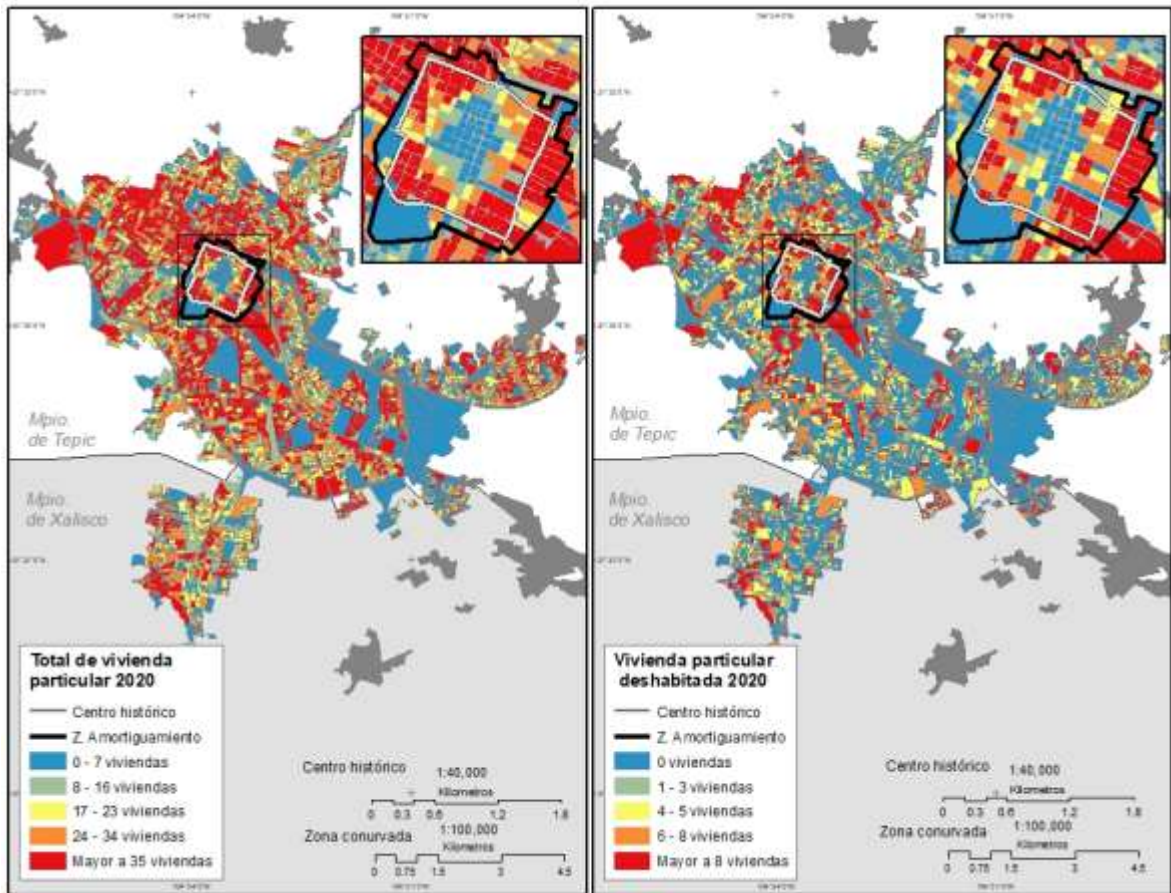 Mpio.
de Tepic
Mpio.
de Xalisco
Total de vivienda
particular 2020
Centro histórico
Z. Amortiguamiento
0 - 7 viviendas
8 - 16 viviendas
17 - 23 viviendas
24 - 34 viviendas
Mayor a 35 viviendas
Centro histórico
1:40,000
Kilometros
0 0.3 0.6 1.2 1.8
Zona conurvada
1:100,000
Kilometros
0 0.75 1.5 3 4.5
Mpio.
de Tepic
Mpio.
de Xalisco
Vivienda particular
deshabitada 2020
Centro histórico
Z. Amortiguamiento
0 viviendas
1 - 3 viviendas
4 - 5 viviendas
6 - 8 viviendas
Mayor a 8 viviendas
Centro histórico
1:40,000
Kilometros
0 0.3 0.6 1.2 1.8
Zona conurvada
1:100,000
Kilometros
0 0.75 1.5 3 4.5